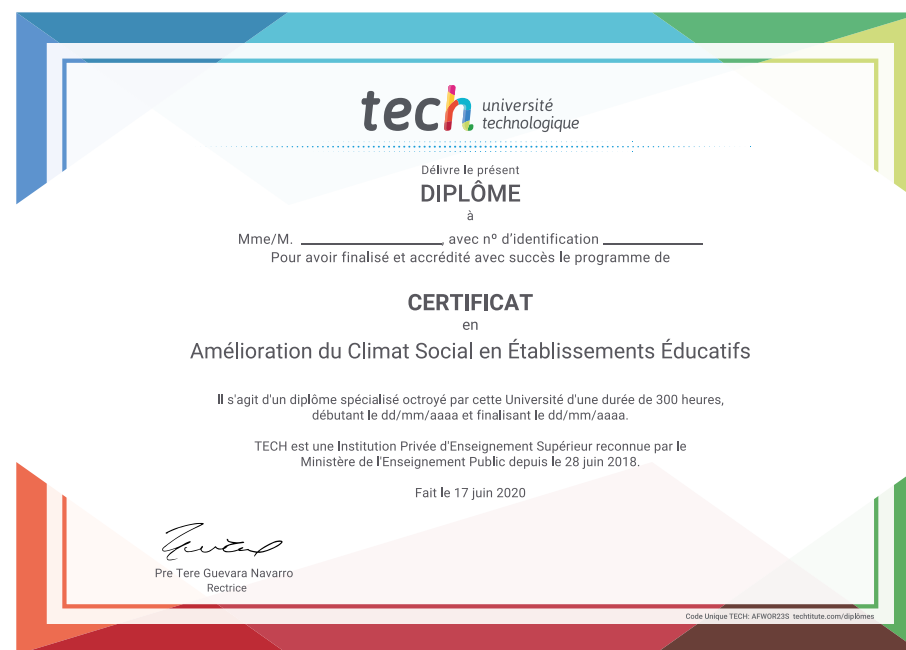 tech université
technologique
Délivre le présent
DIPLÔME
à
Mme/M. ____________________, avec nº d'identification ______________
Pour avoir finalisé et accrédité avec succès le programme de
CERTIFICAT
en
Amélioration du Climat Social en Établissements Éducatifs
Il s'agit d'un diplôme spécialisé octroyé par cette Université d'une durée de 300 heures,
débutant le dd/mm/aaaa et finalisant le dd/mm/aaaa.
TECH est une Institution Privée d'Enseignement Supérieur reconnue par le
Ministère de l'Enseignement Public depuis le 28 juin 2018.
Fait le 17 juin 2020
Pre Tere Guevara Navarro
Rectrice
Code Unique TECH: AFWOR23S techtitute.com/diplômes